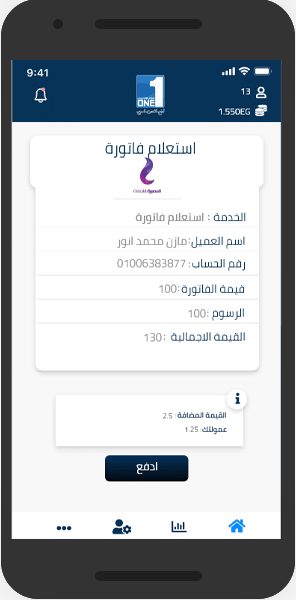 9:41
13
1.550EG
1
ONE
استعلام فاتورة
الخدمة : استعلام فاتورة
اسم العميل: مازن محمد انور
رقم الحساب: 01006383877
قيمة الفاتورة: 100
الرسوم: 100
القيمة الاجمالية : 130
القيمة المضافة : 2.5
عمولتك: 1.25
ادفع